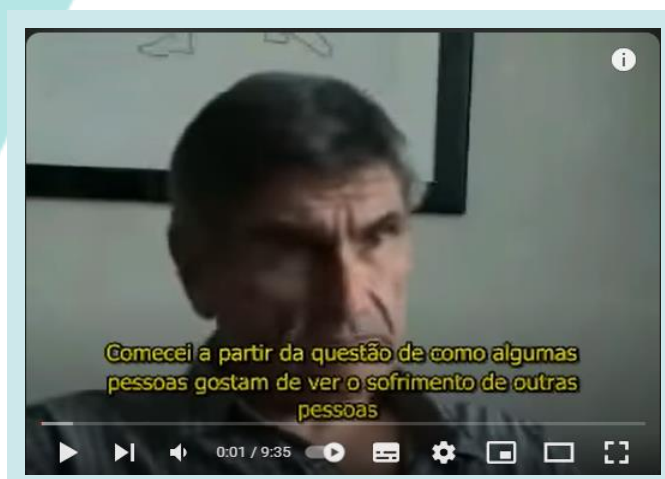 Comecei a partir da questão de como algumas
pessoas gostam de ver o sofrimento de outras
pessoas
0:01 / 9:35